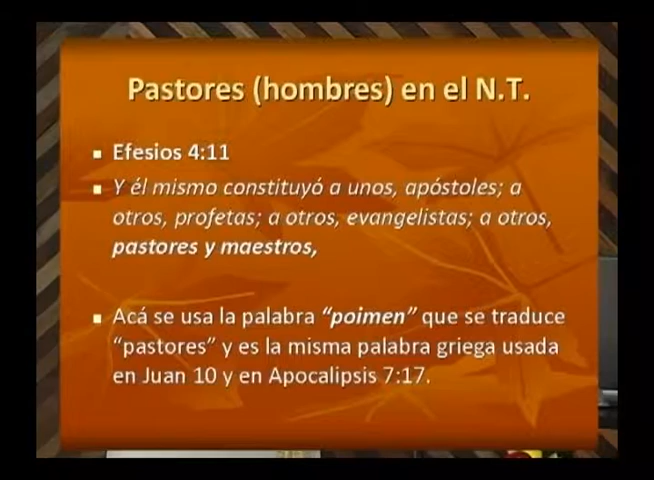 Pastores (hombres) en el N.T.
Efesios 4:11
Y él mismo constituyó a unos, apóstoles; a
otros, profetas; a otros, evangelistas; a otros,
pastores y maestros,
Acá se usa la palabra “poimen” que se traduce
“pastores” y es la misma palabra griega usada
en Juan 10 y en Apocalipsis 7:17.